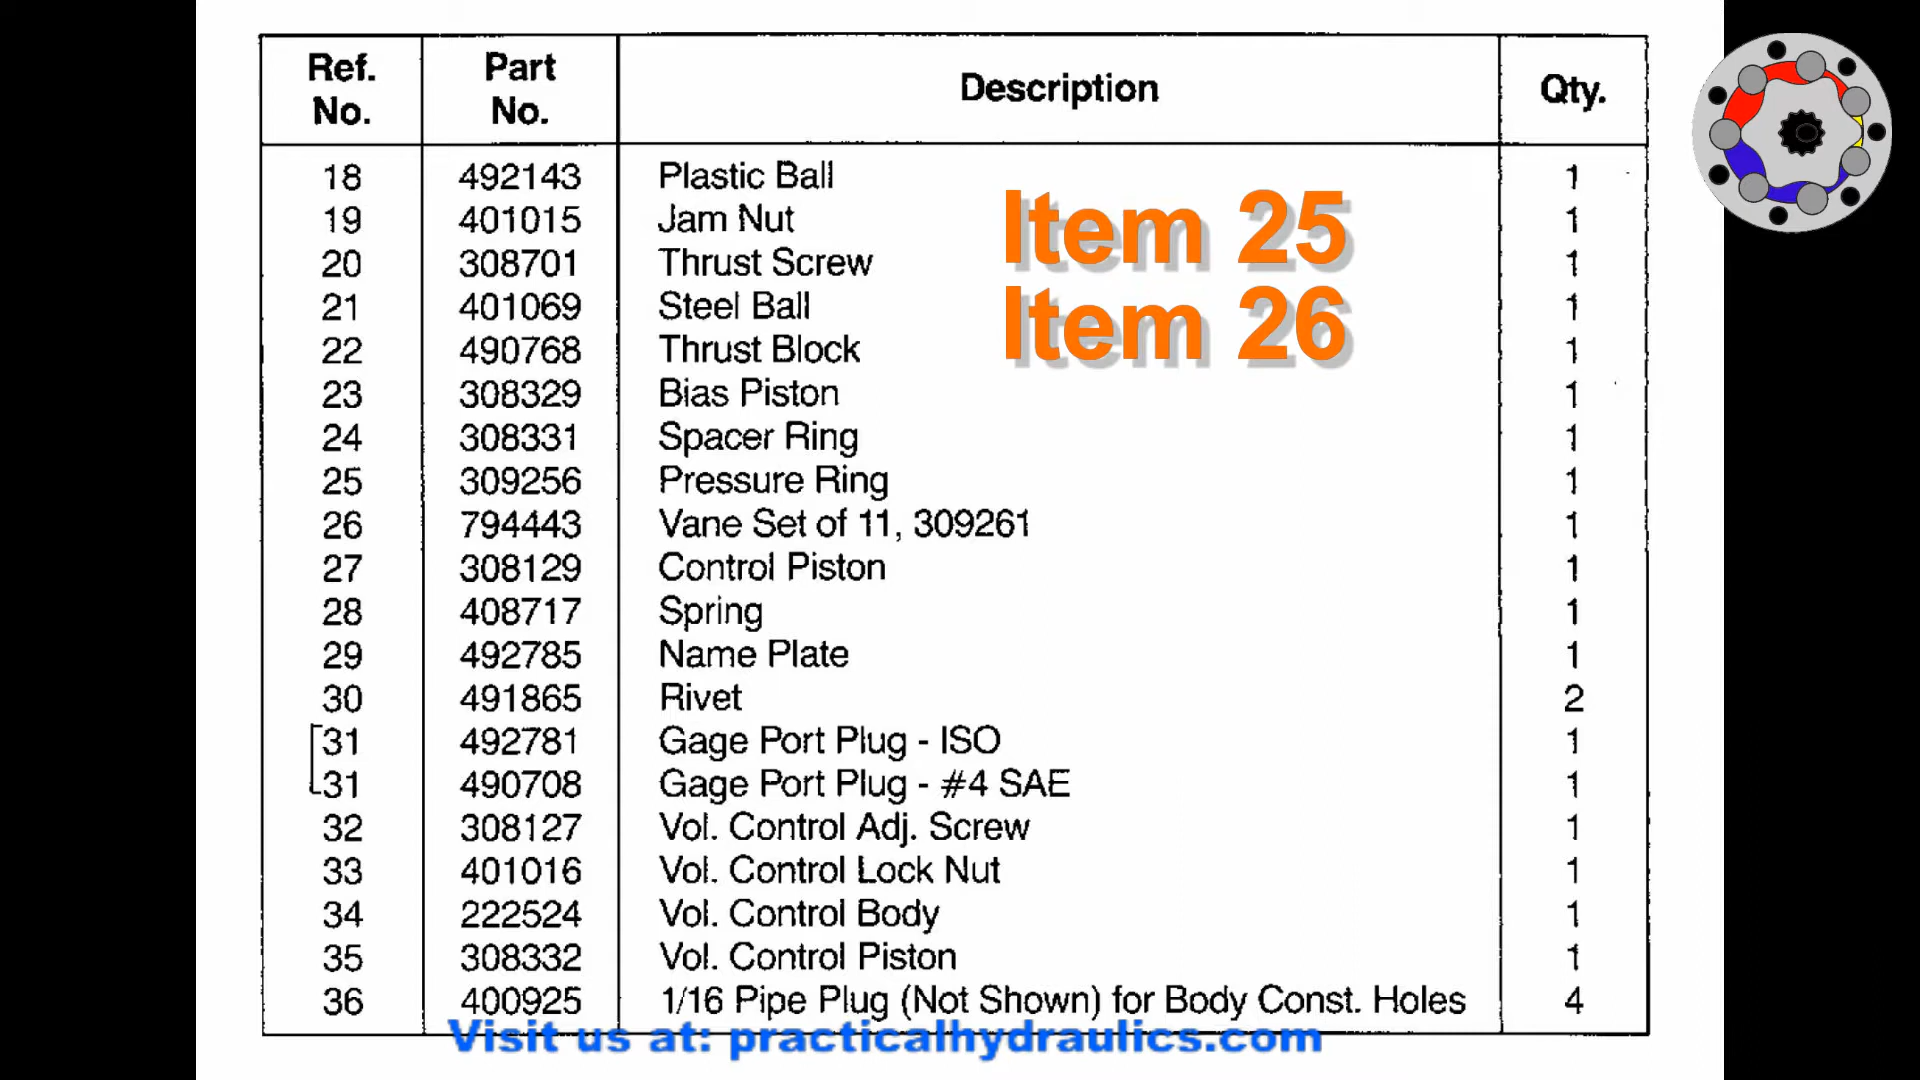 Ref. No. Part No. Description Qty.
18 492143 Plastic Ball 1
19 401015 Jam Nut 1
20 308701 Thrust Screw 1
21 401069 Steel Ball 1
22 490768 Thrust Block 1
23 308329 Bias Piston 1
24 308331 Spacer Ring 1
25 309256 Pressure Ring 1
26 794443 Vane Set of 11, 309261 1
27 308129 Control Piston 1
28 408717 Spring 1
29 492785 Name Plate 1
30 491865 Rivet 2
31 492781 Gage Port Plug - ISO 1
31 490708 Gage Port Plug - #4 SAE 1
32 308127 Vol. Control Adj. Screw 1
33 401016 Vol. Control Lock Nut 1
34 222524 Vol. Control Body 1
35 308332 Vol. Control Piston 1
36 400925 1/16 Pipe Plug (Not Shown) for Body Const. Holes 4
Item 25
Item 26
Visit us at: practicalhydraulics.com